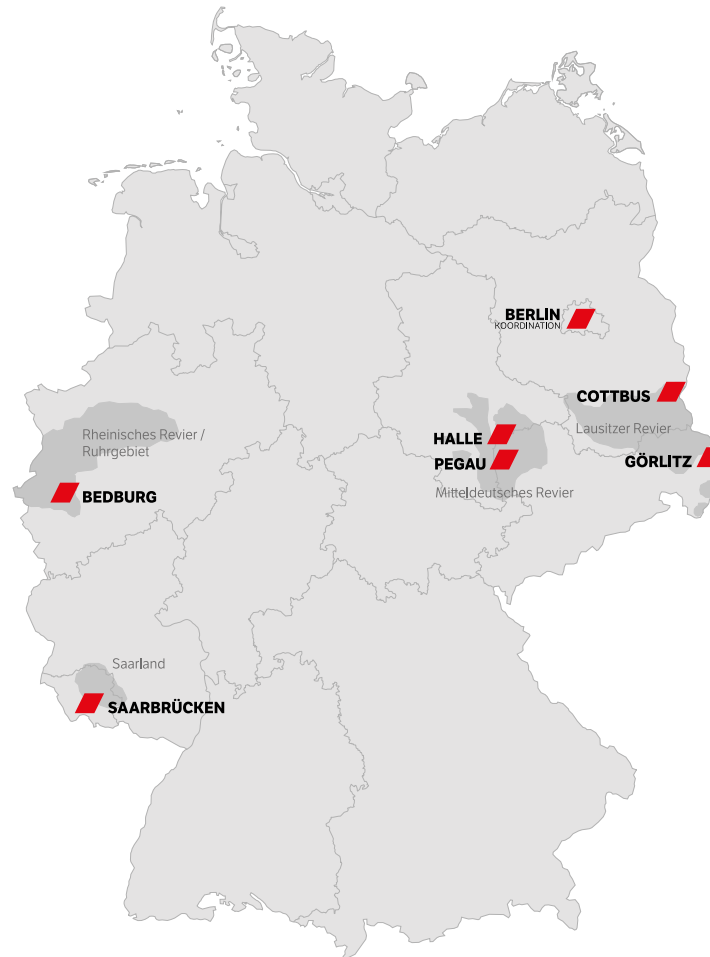 BERLIN
KOORDINATION
COTTBUS
Lausitzer Revier
HALLE
GÖRLITZ
PEGAU
Mitteldeutsches Revier
Rheinisches Revier /
Ruhrgebiet
BEDBURG
Saarland
SAARBRÜCKEN